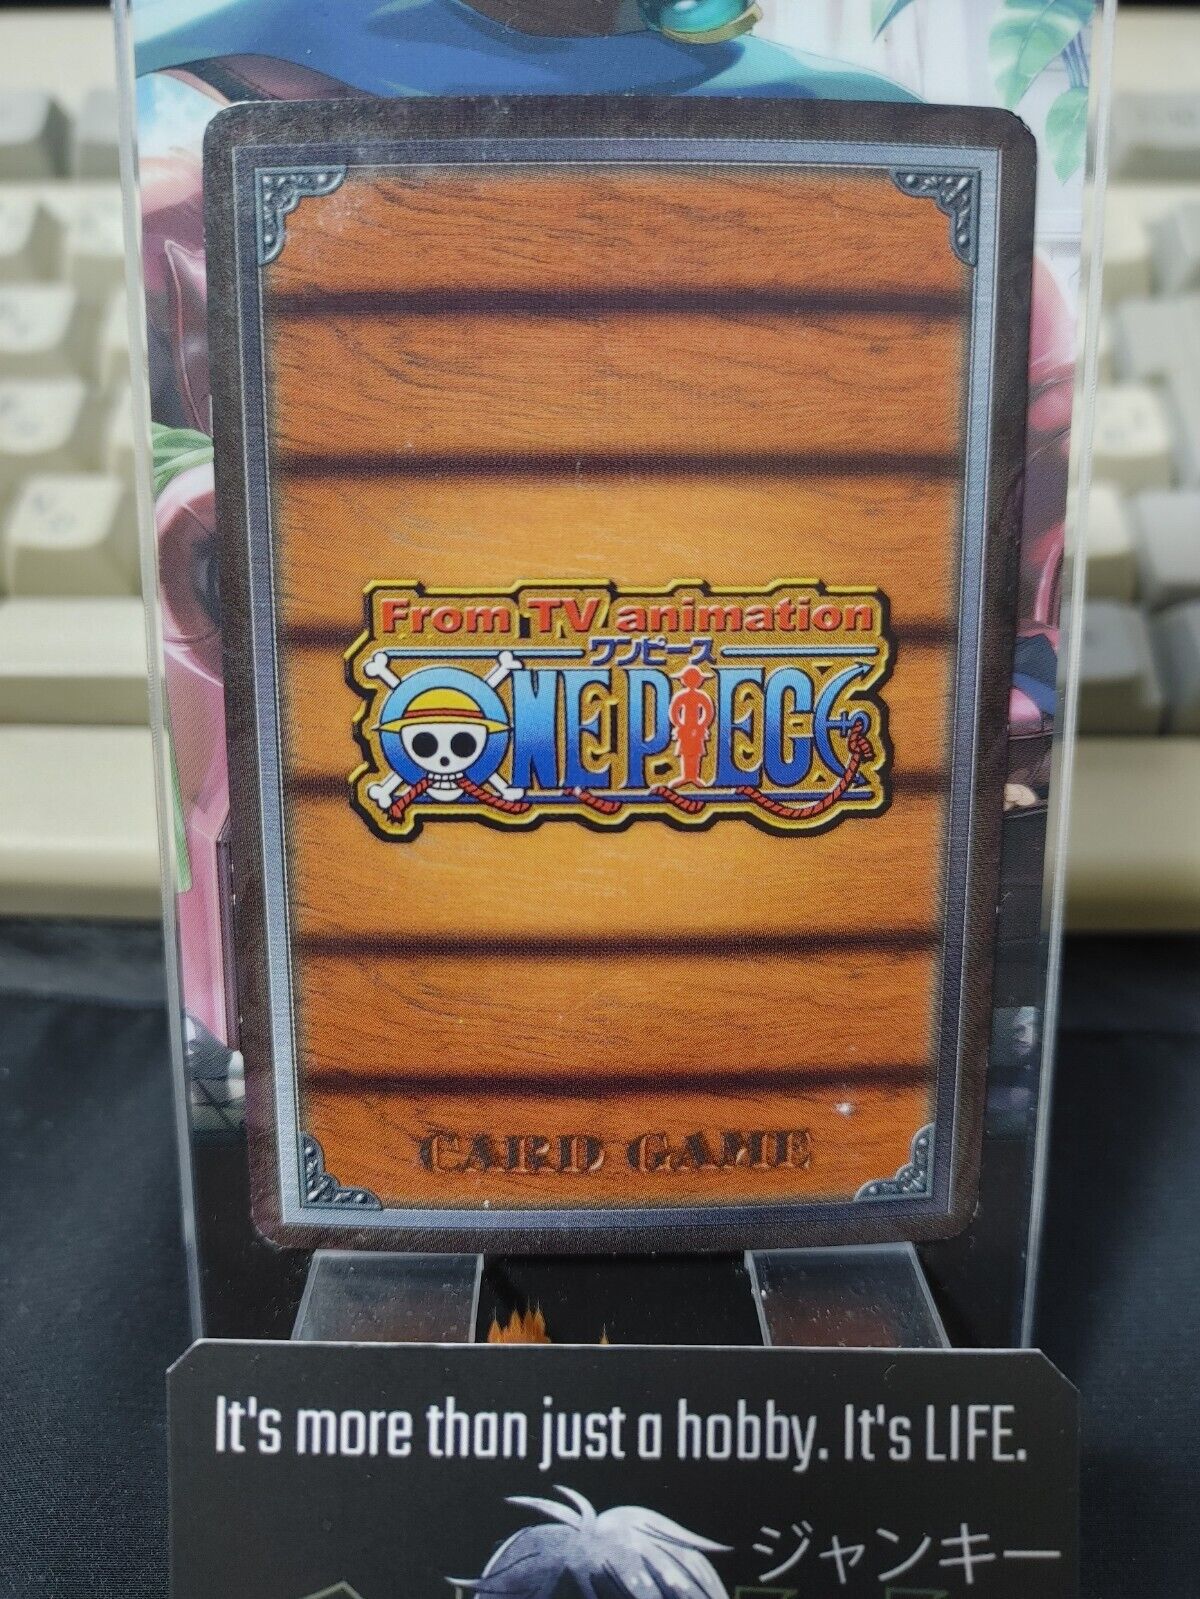 From TV animation
ワンピース
ONE PIECE
CARD GAME
It's more than just a hobby. It's LIFE.
ジャンキー